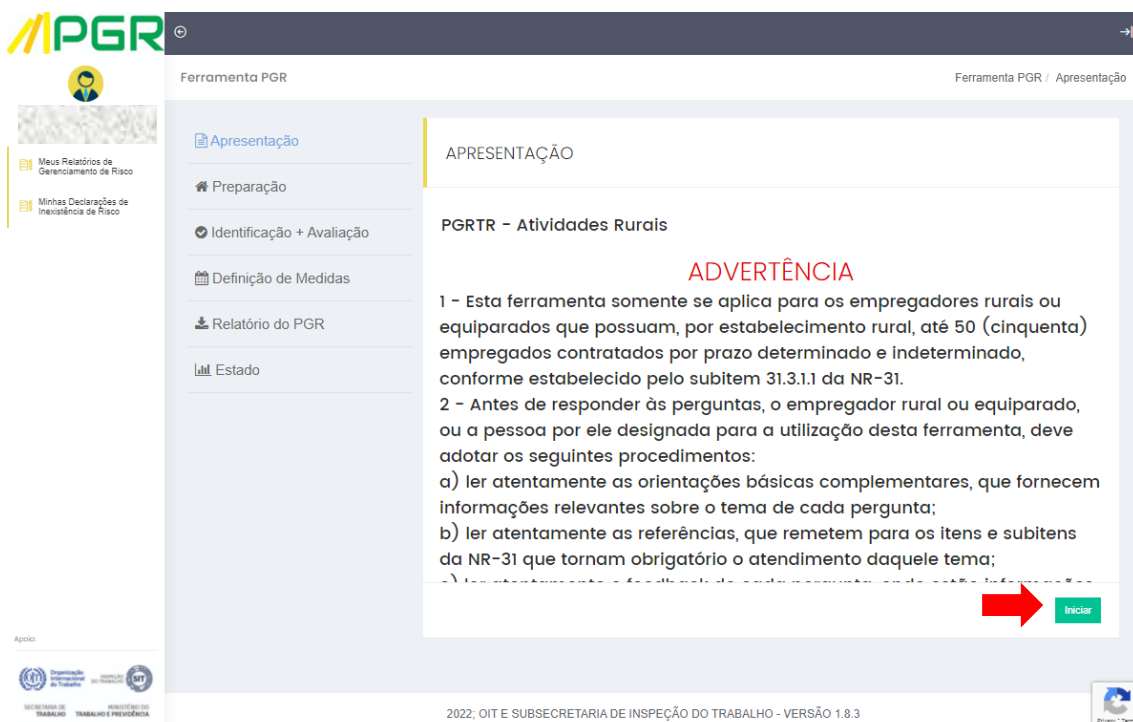 PGR
Ferramenta PGR
Ferramenta PGR / Apresentação
Meus Relatórios de
Gerenciamento de Risco
Minhas Declarações de
Inexistência de Risco
Apresentação
Preparação
Identificação + Avaliação
Definição de Medidas
Relatório do PGR
Estado
APRESENTAÇÃO
PGRTR - Atividades Rurais
ADVERTÊNCIA
1 - Esta ferramenta somente se aplica para os empregadores rurais ou
equiparados que possuam, por estabelecimento rural, até 50 (cinquenta)
empregados contratados por prazo determinado e indeterminado,
conforme estabelecido pelo subitem 31.3.1.1 da NR-31.
2 - Antes de responder às perguntas, o empregador rural ou equiparado,
ou a pessoa por ele designada para a utilização desta ferramenta, deve
adotar os seguintes procedimentos:
a) ler atentamente as orientações básicas complementares, que fornecem
informações relevantes sobre o tema de cada pergunta;
b) ler atentamente as referências, que remetem para os itens e subitens
da NR-31 que tornam obrigatório o atendimento daquele tema;
Iniciar
Apoio:
Organização
Internacional
do Trabalho
INSPEÇÃO
DO TRABALHO
SIT
SECRETARIA DE
TRABALHO
MINISTÉRIO DO
TRABALHO E PREVIDÊNCIA
2022; OIT E SUBSECRETARIA DE INSPEÇÃO DO TRABALHO - VERSÃO 1.8.3